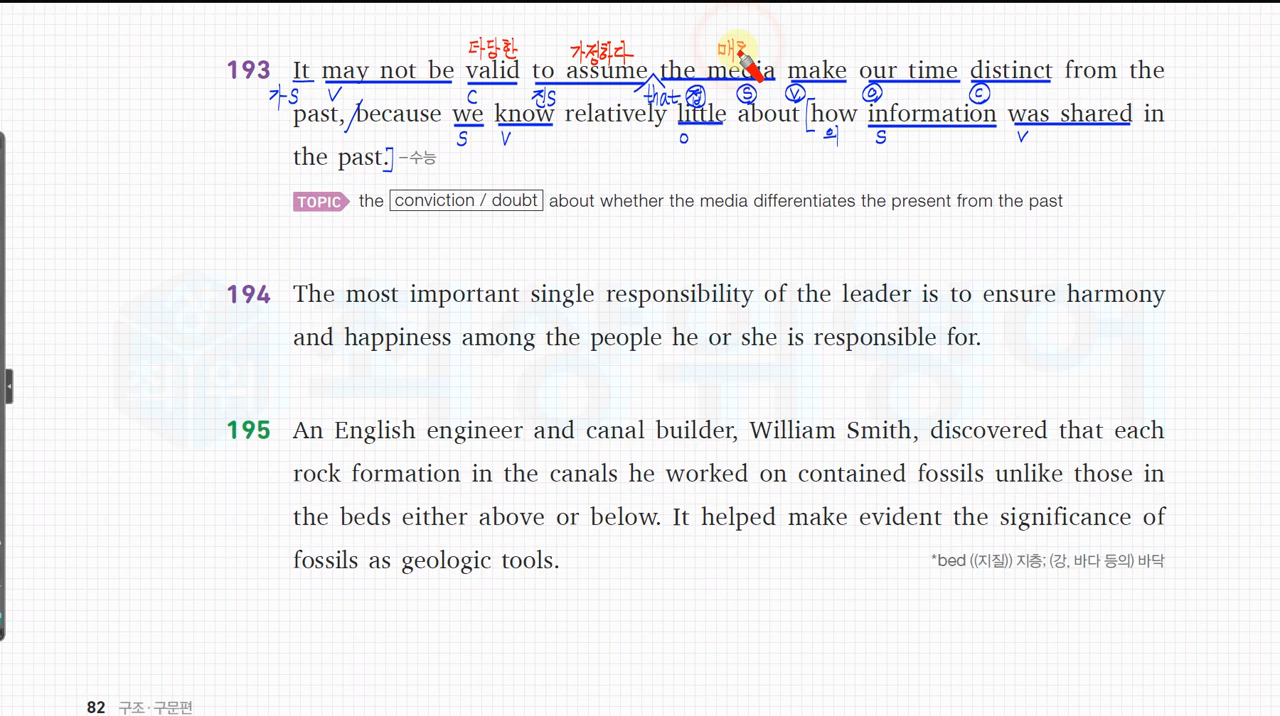 타당한 가정하다 매
193 It may not be valid to assume the media make our time distinct from the
가S V C 진S that 접 S V O C
past, because we know relatively little about [how information was shared in
S V O 의 S V
the past.] –수능
TOPIC the conviction / doubt about whether the media differentiates the present from the past
194 The most important single responsibility of the leader is to ensure harmony
and happiness among the people he or she is responsible for.
195 An English engineer and canal builder, William Smith, discovered that each
rock formation in the canals he worked on contained fossils unlike those in
the beds either above or below. It helped make evident the significance of
fossils as geologic tools.
*bed ((지질)) 지층; (강, 바다 등의) 바닥
82 구조·구문편